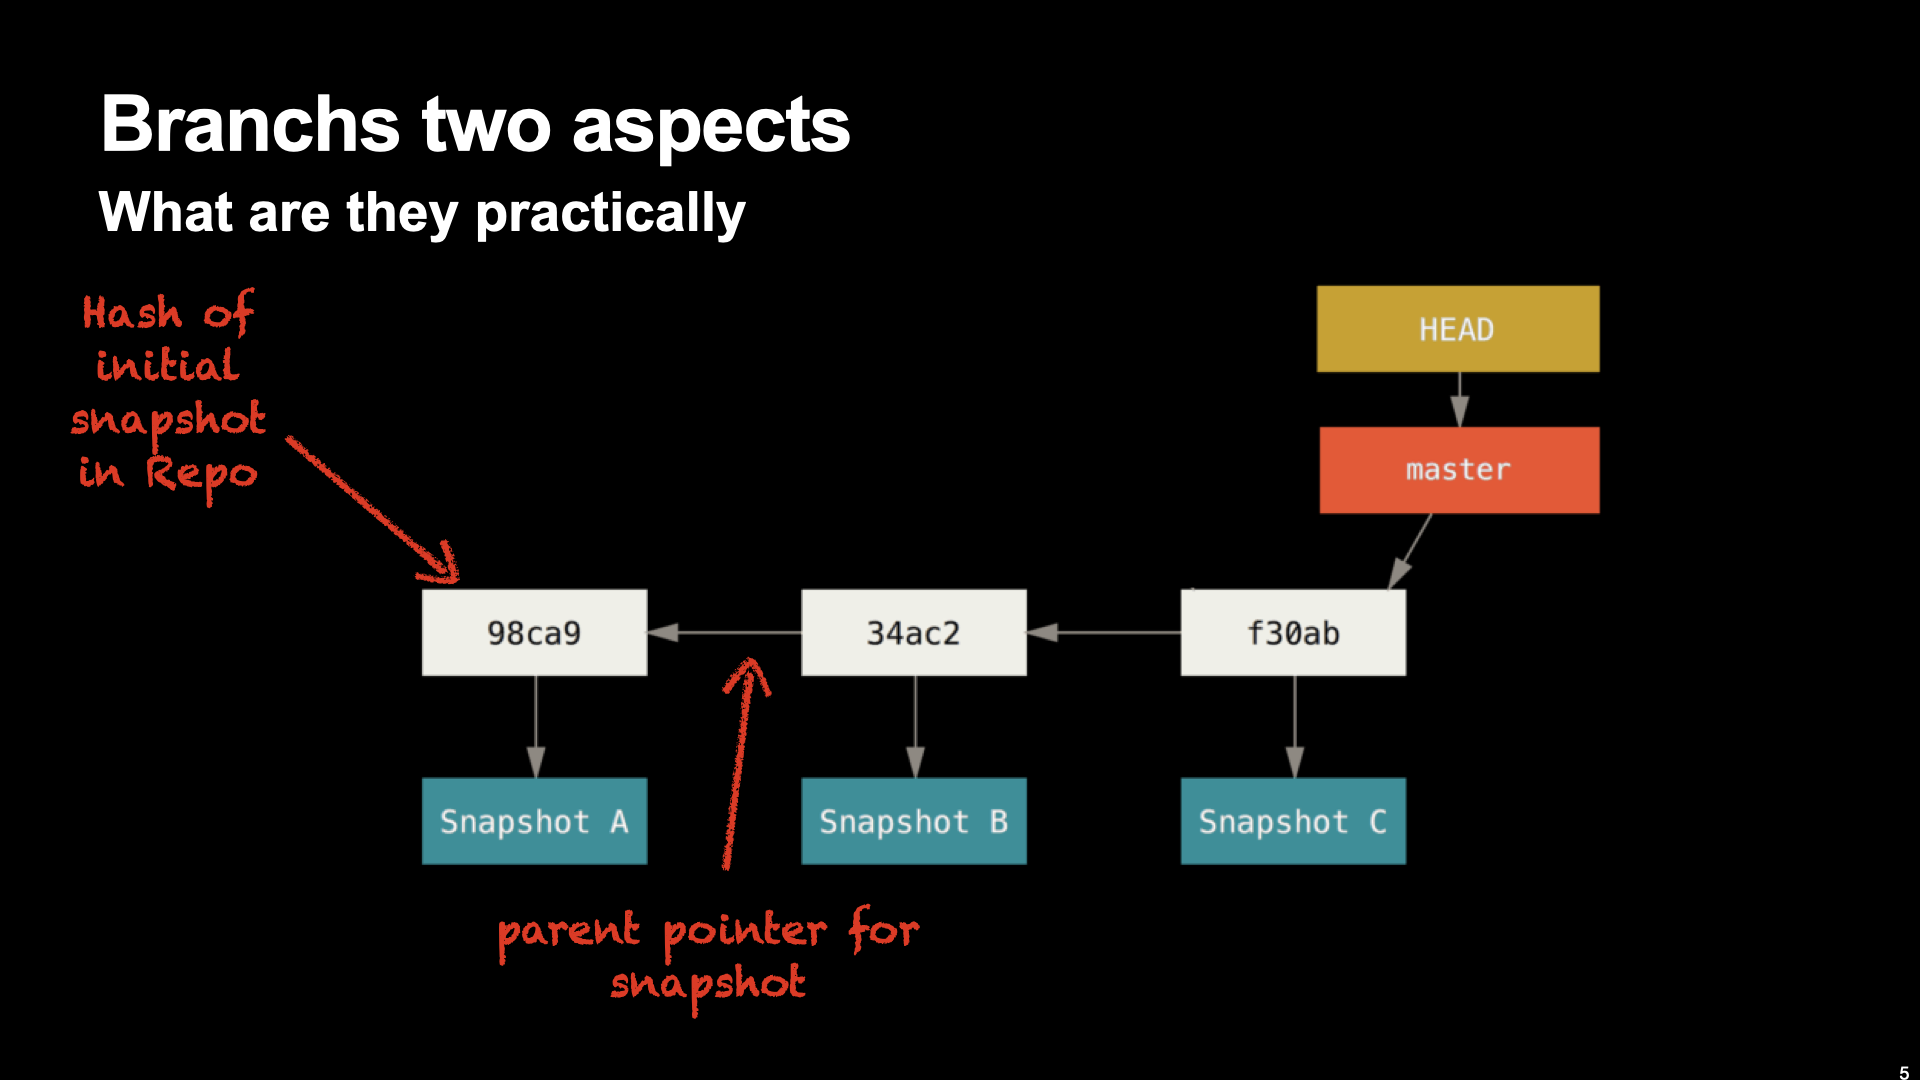 Branchs two aspects
What are they practically
Hash of
initial
snapshot
in Repo
HEAD
master
98ca9
34ac2
f30ab
Snapshot A
Snapshot B
Snapshot C
parent pointer for
snapshot
5